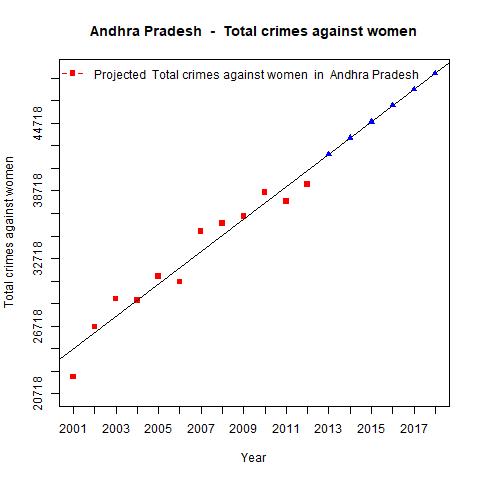 Andhra Pradesh - Total crimes against women
Projected Total crimes against women in Andhra Pradesh
Total crimes against women
44718
38718
32718
26718
20718
2001 2003 2005 2007 2009 2011 2013 2015 2017
Year